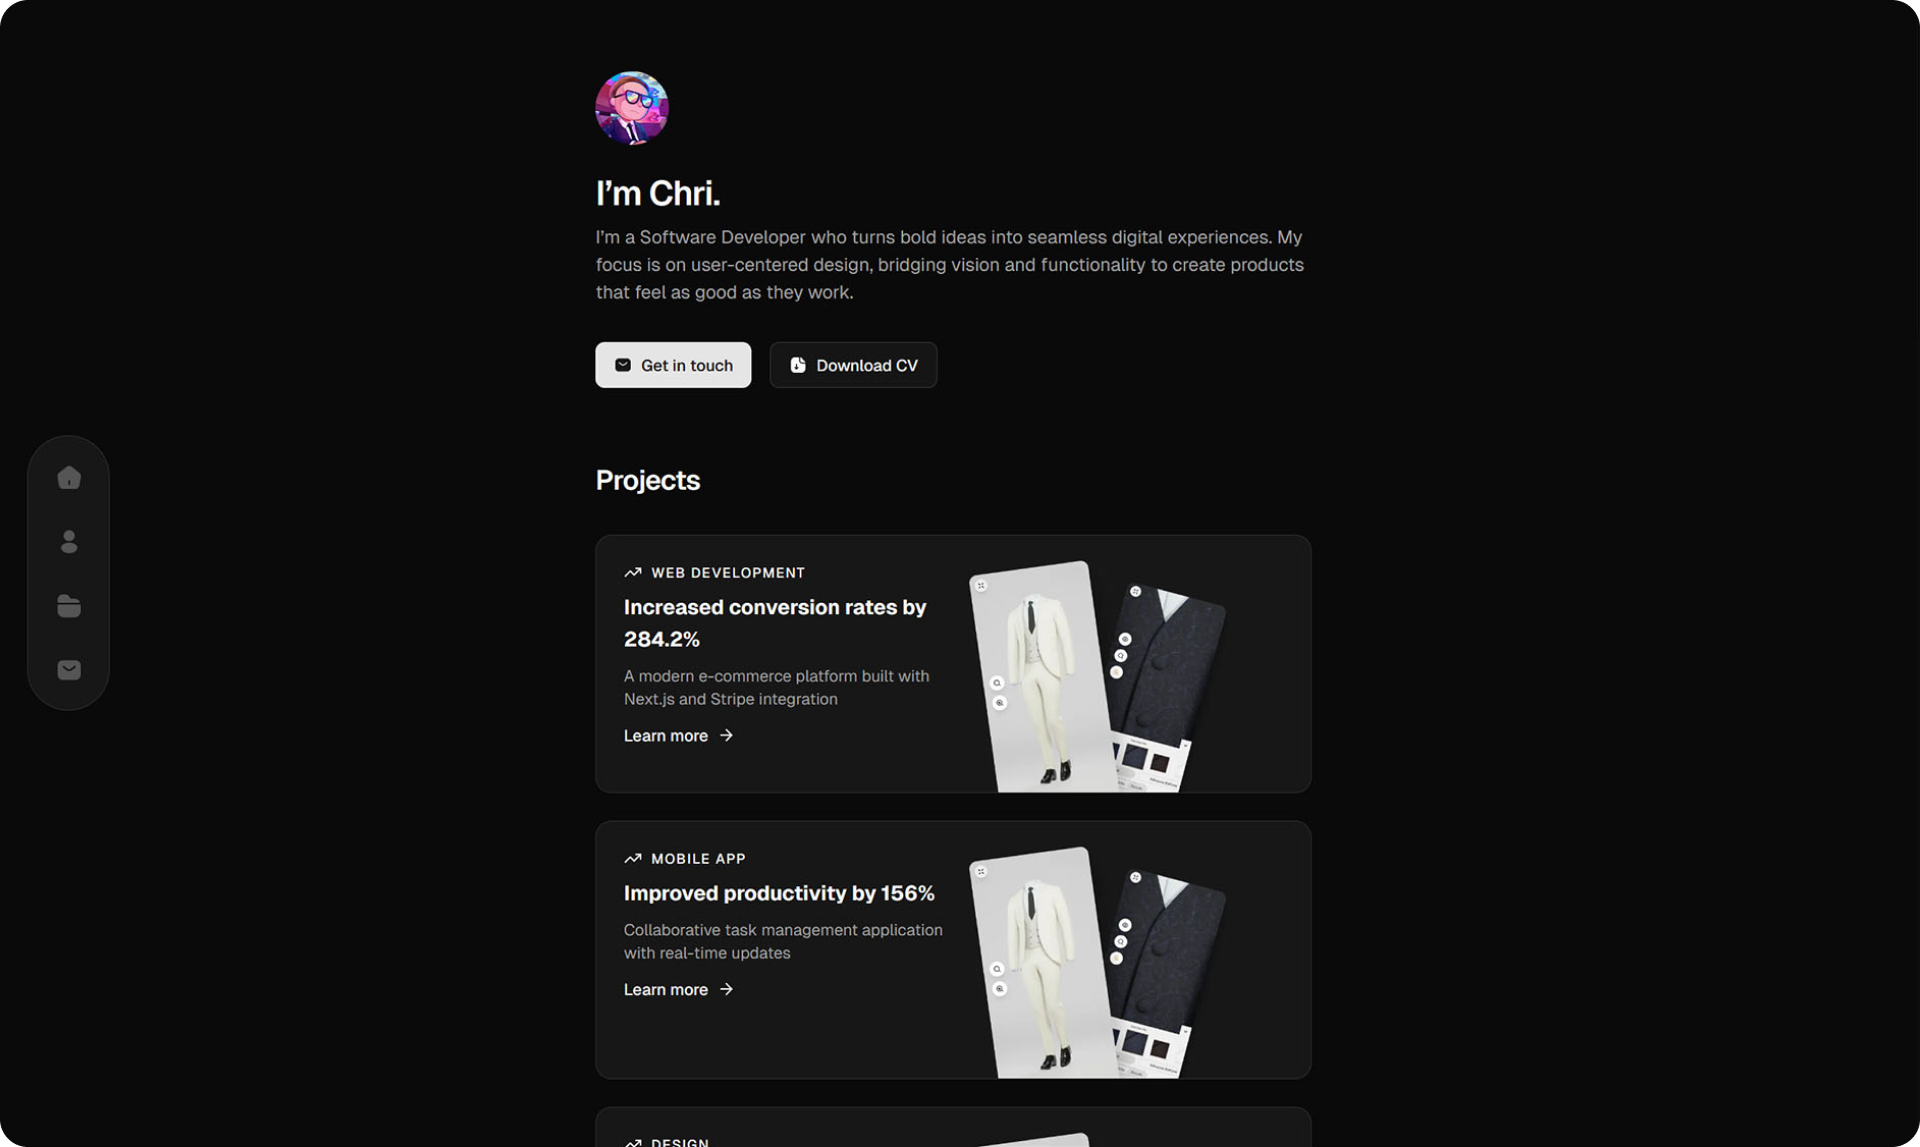 I'm Chri.
I'm a Software Developer who turns bold ideas into seamless digital experiences. My
focus is on user-centered design, bridging vision and functionality to create products
that feel as good as they work.
Get in touch
Download CV
Projects
WEB DEVELOPMENT
Increased conversion rates by
284.2%
A modern e-commerce platform built with
Next.js and Stripe integration
Learn more
MOBILE APP
Improved productivity by 156%
Collaborative task management application
with real-time updates
Learn more
DESIGN